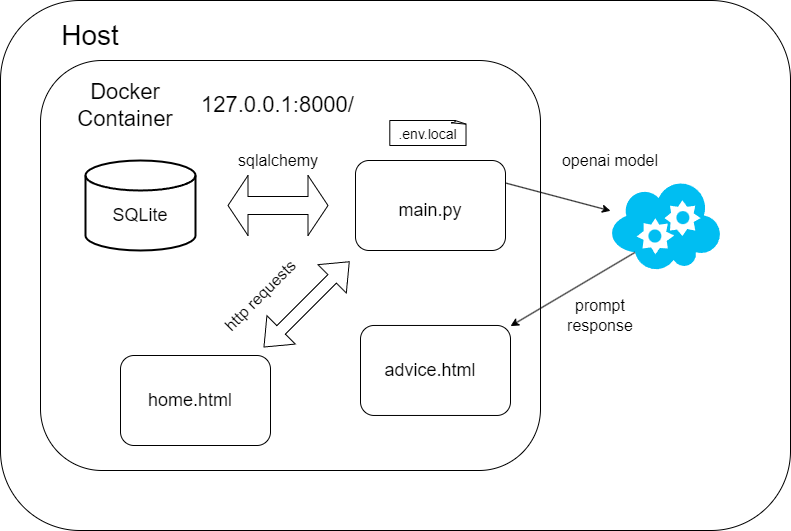 Host
Docker
Container
127.0.0.1:8000/
.env.local
sqlalchemy
openai model
SQLite
main.py
http requests
prompt
response
advice.html
home.html